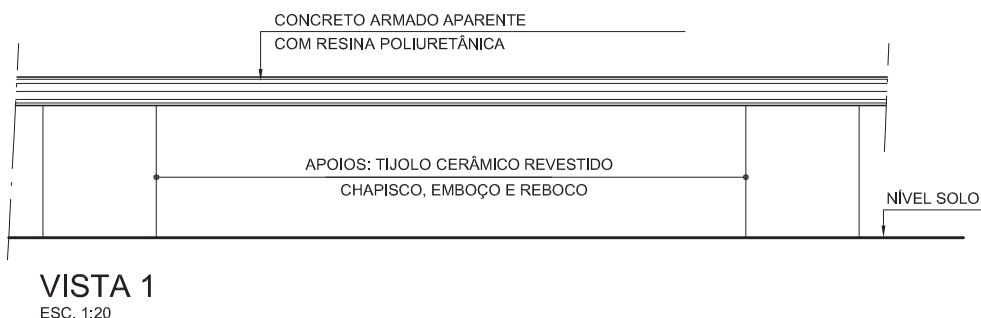 CONCRETO ARMADO APARENTE
COM RESINA POLIURETÂNICA
APOIOS: TIJOLO CERÂMICO REVESTIDO
CHAPISCO, EMBOÇO E REBOCO
NÍVEL SOLO
VISTA 1
ESC. 1:20